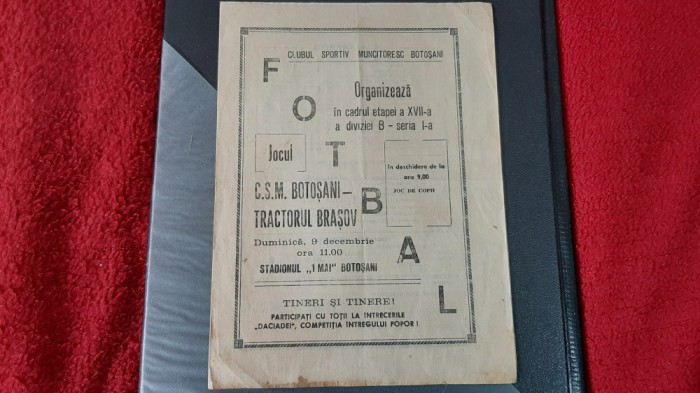 CLUBUL SPORTIV MUNCITORESC BOTOȘANI
FOTBAL
Organizează
în cadrul etapei a XVII-a
a diviziei B – seria I-a
Jocul
C.S.M. BOTOȘANI –
TRACTORUL BRAȘOV
În deschidere de la
ora 9,00
JOC DE COPII
Duminică, 9 decembrie
ora 11.00
STADIONUL „1 MAI” BOTOȘANI
TINERI ȘI TINERE!
PARTICIPAȚI CU TOȚII LA ÎNTRECERILE
„DACIADEI”, COMPETIȚIA ÎNTREGULUI POPOR !